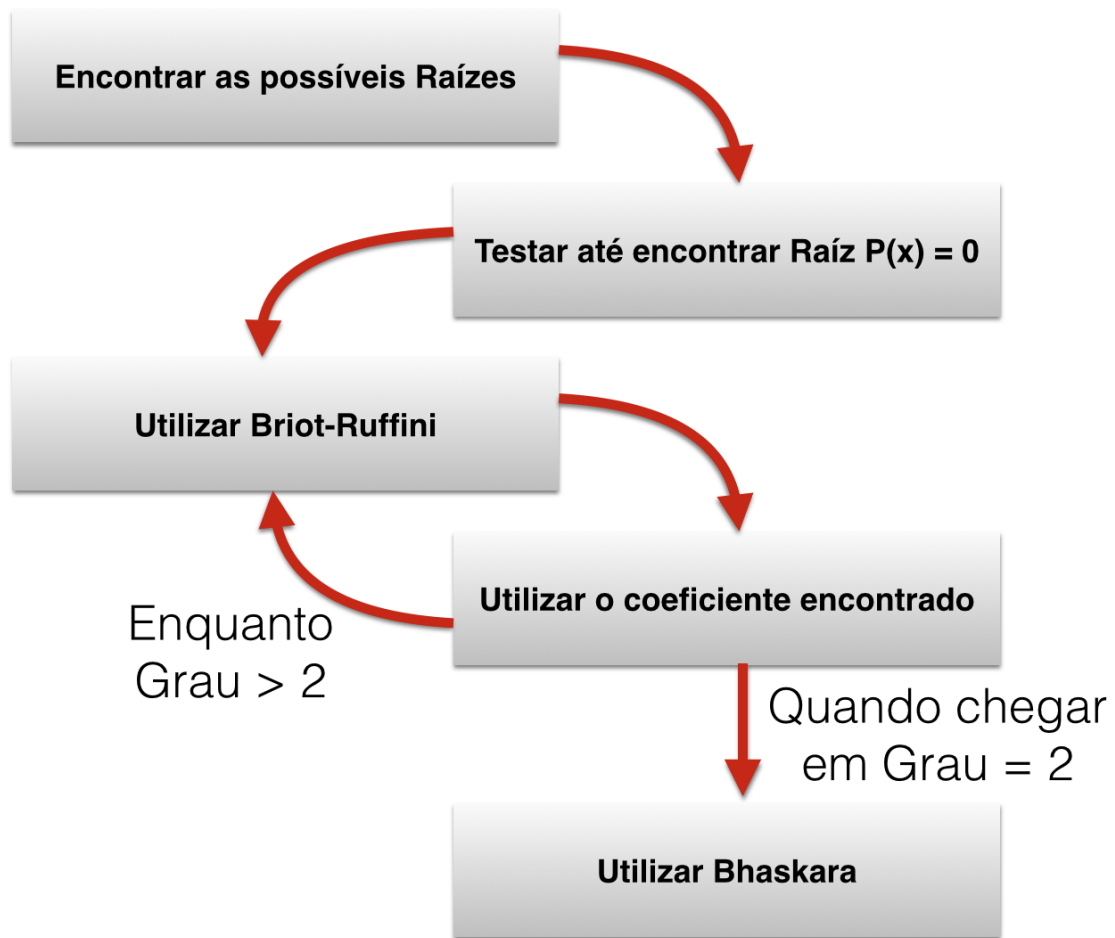 Encontrar as possíveis Raízes
Testar até encontrar Raíz P(x) = 0
Utilizar Briot-Ruffini
Utilizar o coeficiente encontrado
Enquanto
Grau > 2
Quando chegar
em Grau = 2
Utilizar Bhaskara